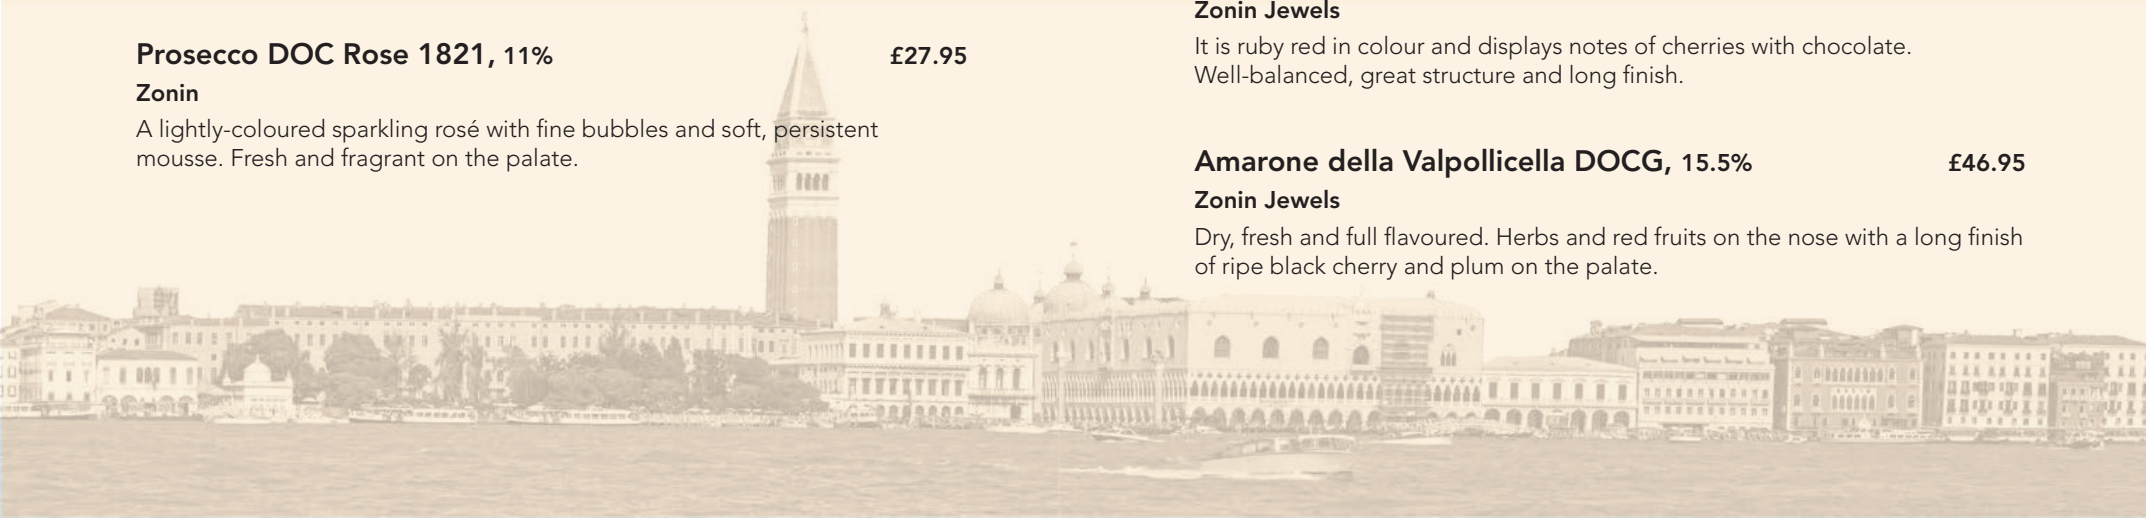 Prosecco DOC Rose 1821, 11% £27.95
Zonin
A lightly-coloured sparkling rosé with fine bubbles and soft, persistent
mousse. Fresh and fragrant on the palate.
Zonin Jewels
It is ruby red in colour and displays notes of cherries with chocolate.
Well-balanced, great structure and long finish.
Amarone della Valpollicella DOCG, 15.5% £46.95
Zonin Jewels
Dry, fresh and full flavoured. Herbs and red fruits on the nose with a long finish
of ripe black cherry and plum on the palate.